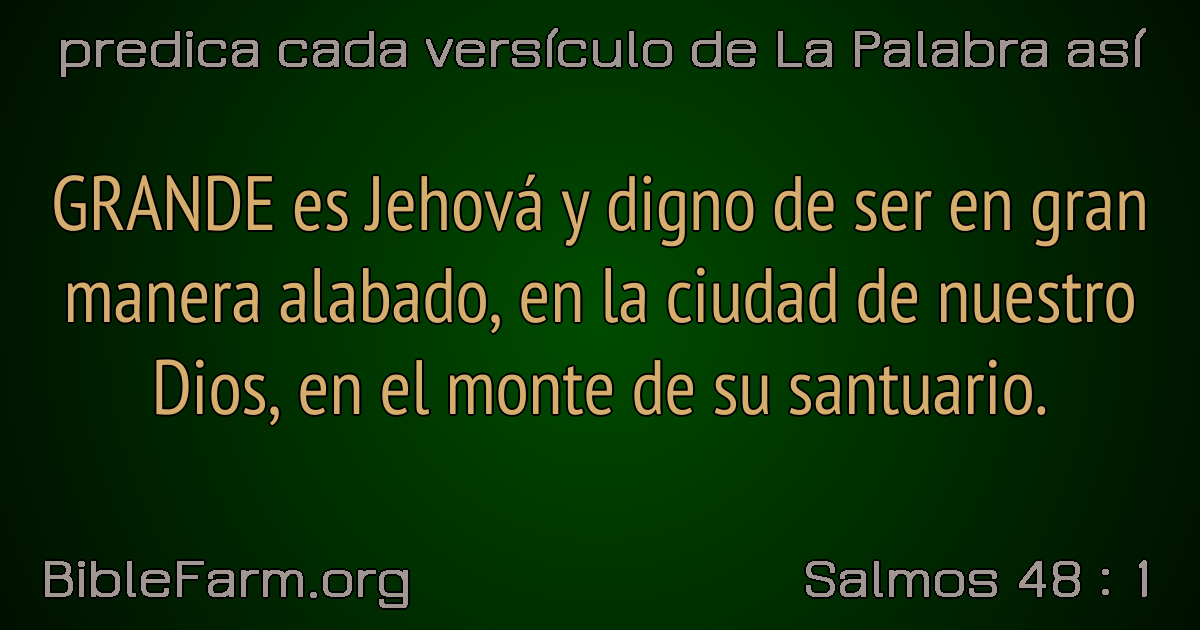 predica cada versículo de La Palabra así
GRANDE es Jehová y digno de ser en gran
manera alabado, en la ciudad de nuestro
Dios, en el monte de su santuario.
BibleFarm.org
Salmos 48 : 1